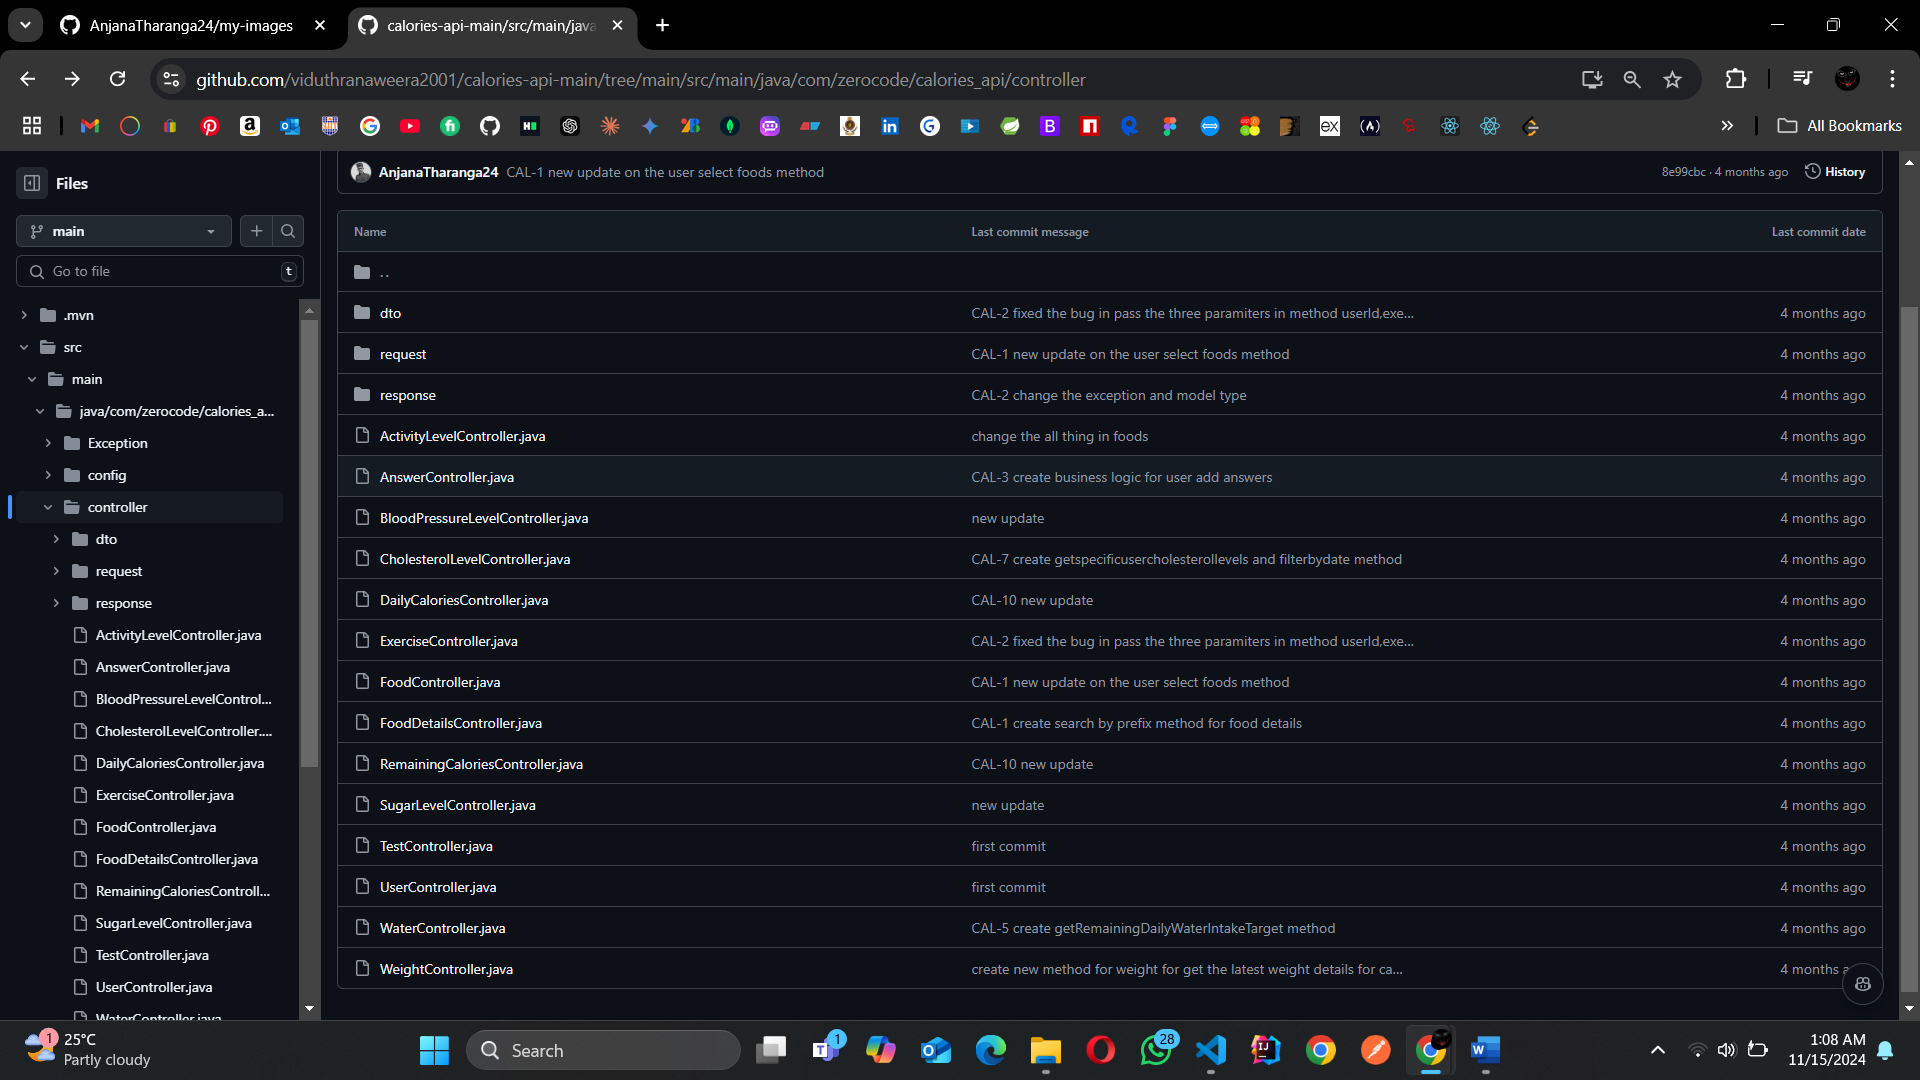 AnjanaTharanga24/my-images
calories-api-main/src/main/java
github.com/viduthranaweera2001/calories-api-main/tree/main/src/main/java/com/zerocode/calories_api/controller
All Bookmarks
Files
AnjanaTharanga24 CAL-1 new update on the user select foods method 8e99cbc · 4 months ago History
main
Go to file t
Name Last commit message Last commit date
..
dto CAL-2 fixed the bug in pass the three paramiters in method userId,exe... 4 months ago
request CAL-1 new update on the user select foods method 4 months ago
response CAL-2 change the exception and model type 4 months ago
ActivityLevelController.java change the all thing in foods 4 months ago
AnswerController.java CAL-3 create business logic for user add answers 4 months ago
BloodPressureLevelController.java new update 4 months ago
CholesterolLevelController.java CAL-7 create getspecificusercholesterollevels and filterbydate method 4 months ago
DailyCaloriesController.java CAL-10 new update 4 months ago
ExerciseController.java CAL-2 fixed the bug in pass the three paramiters in method userId,exe... 4 months ago
FoodController.java CAL-1 new update on the user select foods method 4 months ago
FoodDetailsController.java CAL-1 create search by prefix method for food details 4 months ago
RemainingCaloriesController.java CAL-10 new update 4 months ago
SugarLevelController.java new update 4 months ago
TestController.java first commit 4 months ago
UserController.java first commit 4 months ago
WaterController.java CAL-5 create getRemainingDailyWaterIntakeTarget method 4 months ago
WeightController.java create new method for weight for get the latest weight details for ca... 4 months
.mvn
src
main
java/com/zerocode/calories_a...
Exception
config
controller
dto
request
response
ActivityLevelController.java
AnswerController.java
BloodPressureLevelControl...
CholesterolLevelController....
DailyCaloriesController.java
ExerciseController.java
FoodController.java
FoodDetailsController.java
RemainingCaloriesControll...
SugarLevelController.java
TestController.java
UserController.java
WaterController.java
1
25°C
Partly cloudy
Search
1
28
1:08 AM
11/15/2024